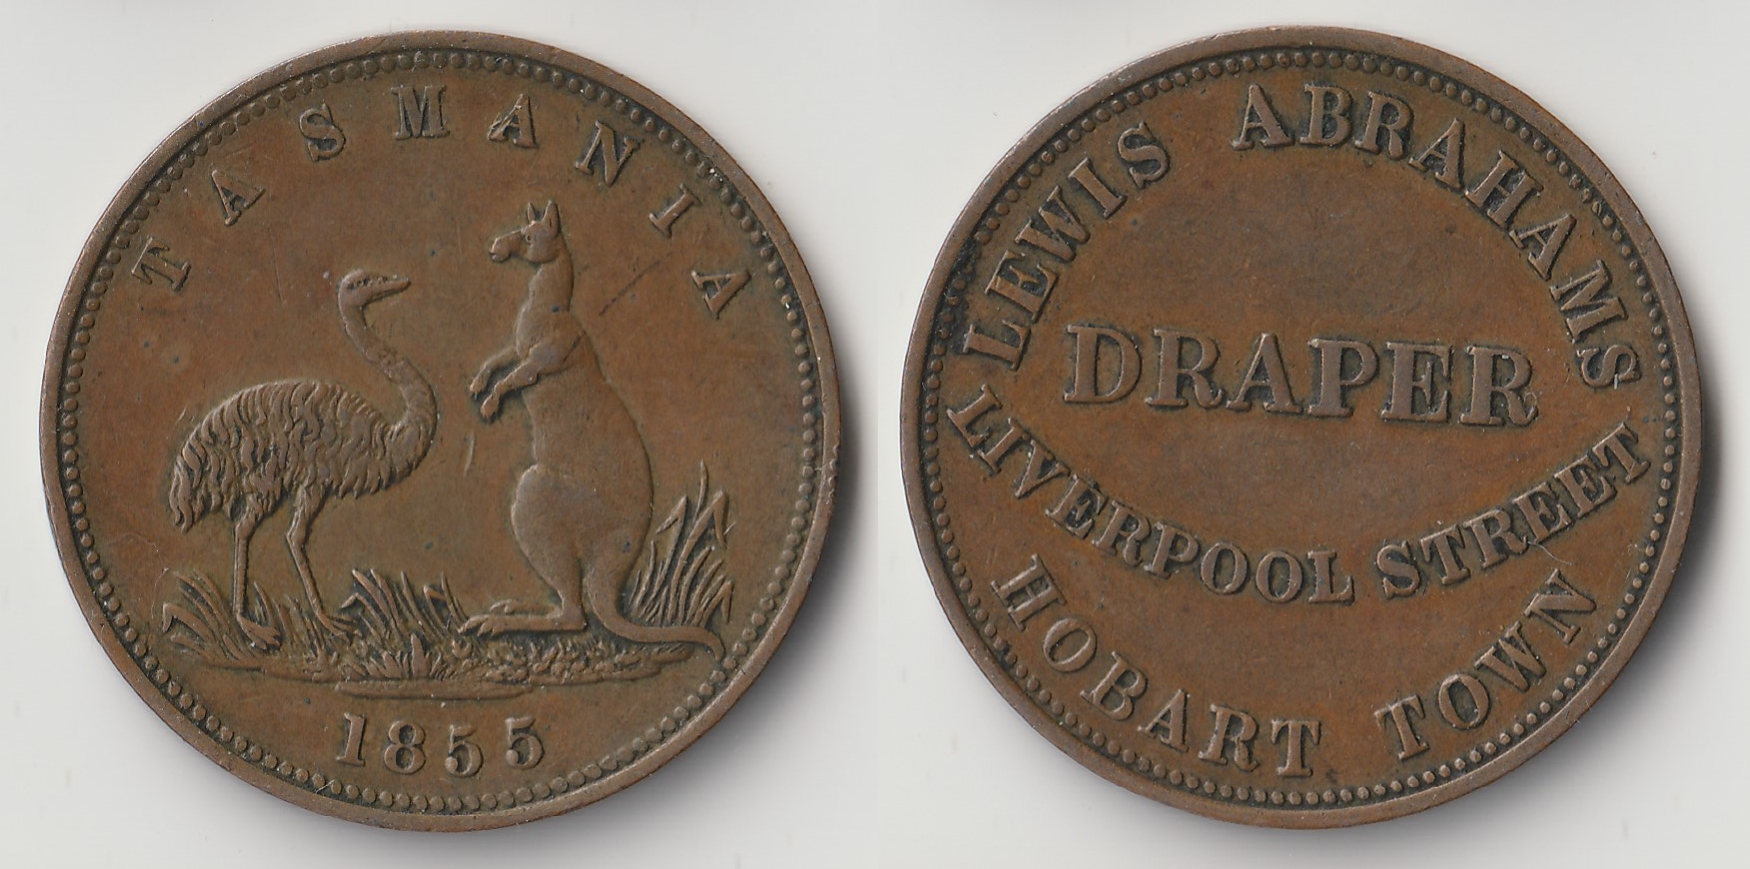 TASMANIA
1855
LEWIS ABRAHAMS
DRAPER
LIVERPOOL STREET
HOBART TOWN